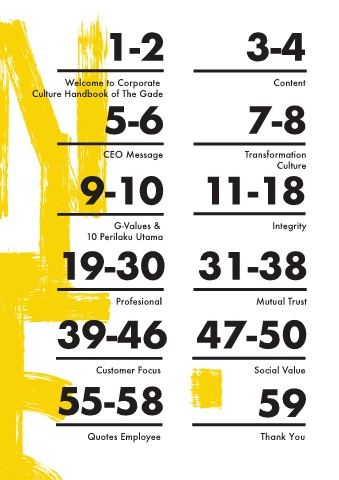 1-2
Welcome to Corporate
Culture Handbook of The Gade
3-4
Content
5-6
CEO Message
7-8
Transformation
Culture
9-10
G-Values &
10 Perilaku Utama
11-18
Integrity
19-30
Profesional
31-38
Mutual Trust
39-46
Customer Focus
47-50
Social Value
55-58
Quotes Employee
59
Thank You